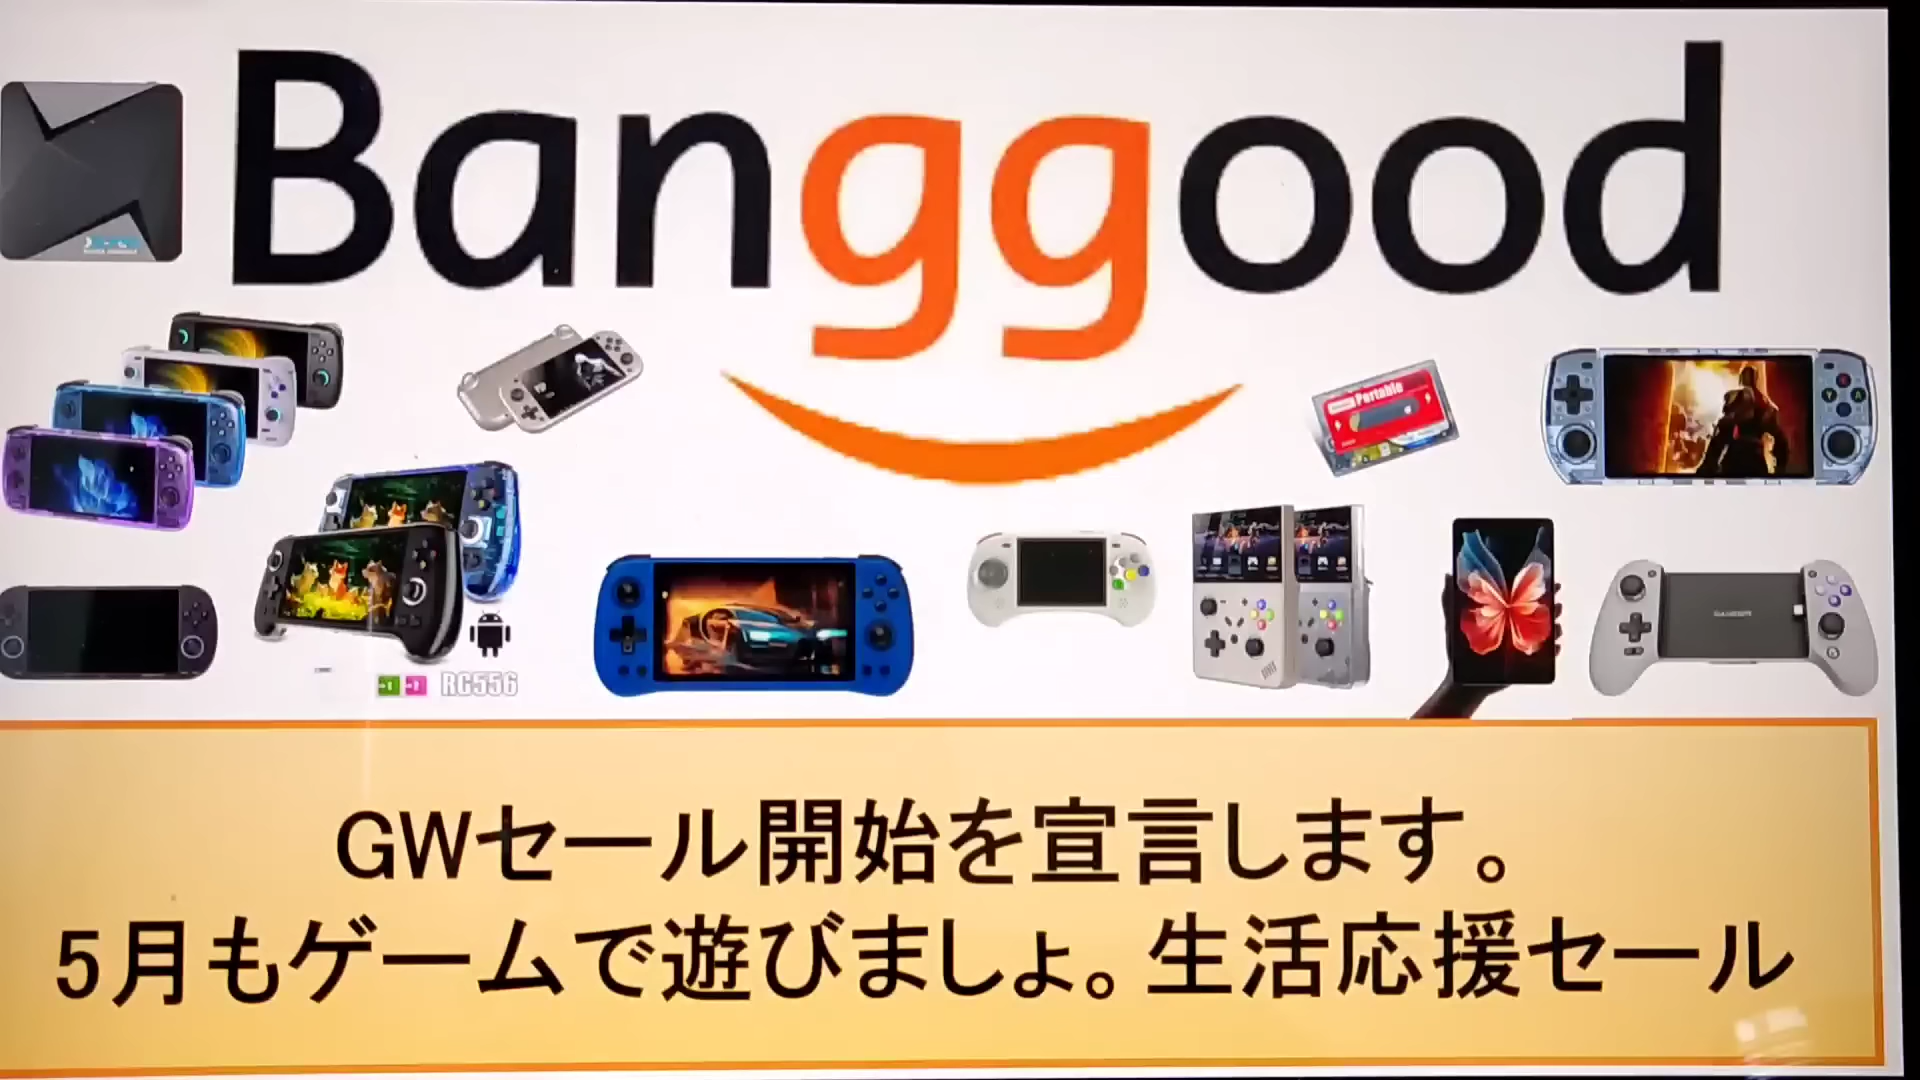 Banggood
Portable
GAMESIR
RG556
GWセール開始を宣言します。
5月もゲームで遊びましょ。生活応援セール